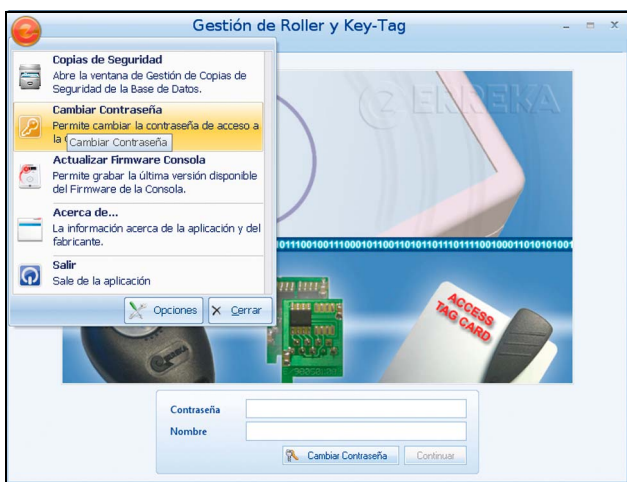 Gestión de Roller y Key-Tag
Copias de Seguridad
Abre la ventana de Gestión de Copias de
Seguridad de la Base de Datos.
Cambiar Contraseña
Permite cambiar la contraseña de acceso a
la
Cambiar Contraseña
Actualizar Firmware Consola
Permite grabar la última versión disponible
del Firmware de la Consola.
Acerca de...
La información acerca de la aplicación y del
fabricante.
Salir
Sale de la aplicación
Opciones
Cerrar
ERREKA
ACCESS
TAG CARD
ERREKA
Contraseña
Nombre
Cambiar Contraseña
Continuar